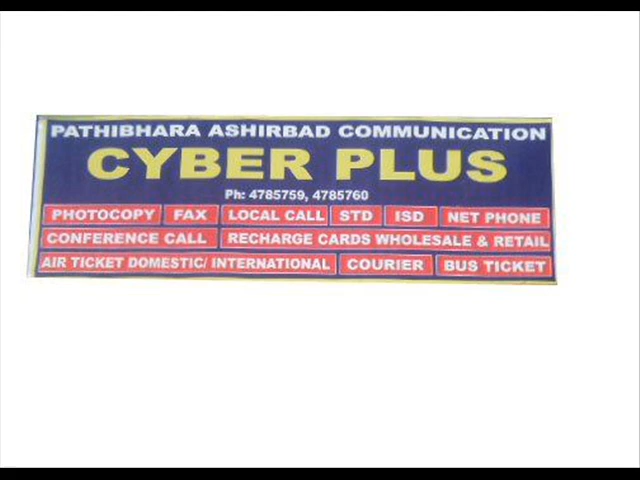 PATHIBHARA ASHIRBAD COMMUNICATION
CYBER PLUS
Ph: 4785759, 4785760
PHOTOCOPY FAX LOCAL CALL STD ISD NET PHONE
CONFERENCE CALL RECHARGE CARDS WHOLESALE & RETAIL
AIR TICKET DOMESTIC/ INTERNATIONAL COURIER BUS TICKET